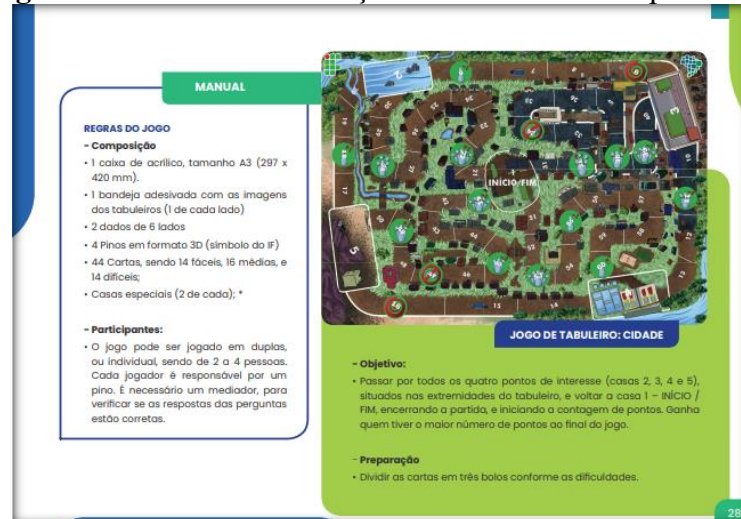 MANUAL
REGRAS DO JOGO
- Composição
• 1 caixa de acrílico, tamanho A3 (297 x
420 mm).
• 1 bandeja adesivada com as imagens
dos tabuleiros (1 de cada lado)
• 2 dados de 6 lados
• 4 Pinos em formato 3D (símbolo do IF)
• 44 Cartas, sendo 14 fáceis, 16 médias, e
14 difíceis;
• Casas especiais (2 de cada); *
- Participantes:
• O jogo pode ser jogado em duplas,
ou individual, sendo de 2 a 4 pessoas.
Cada jogador é responsável por um
pino. É necessário um mediador, para
verificar se as respostas das perguntas
estão corretas.
INÍCIO/FIM
JOGO DE TABULEIRO: CIDADE
- Objetivo:
• Passar por todos os quatro pontos de interesse (casas 2, 3, 4 e 5),
situados nas extremidades do tabuleiro, e voltar a casa 1 – INÍCIO /
FIM, encerrando a partida, e iniciando a contagem de pontos. Ganha
quem tiver o maior número de pontos ao final do jogo.
- Preparação
• Dividir as cartas em três bolos conforme as dificuldades.
28